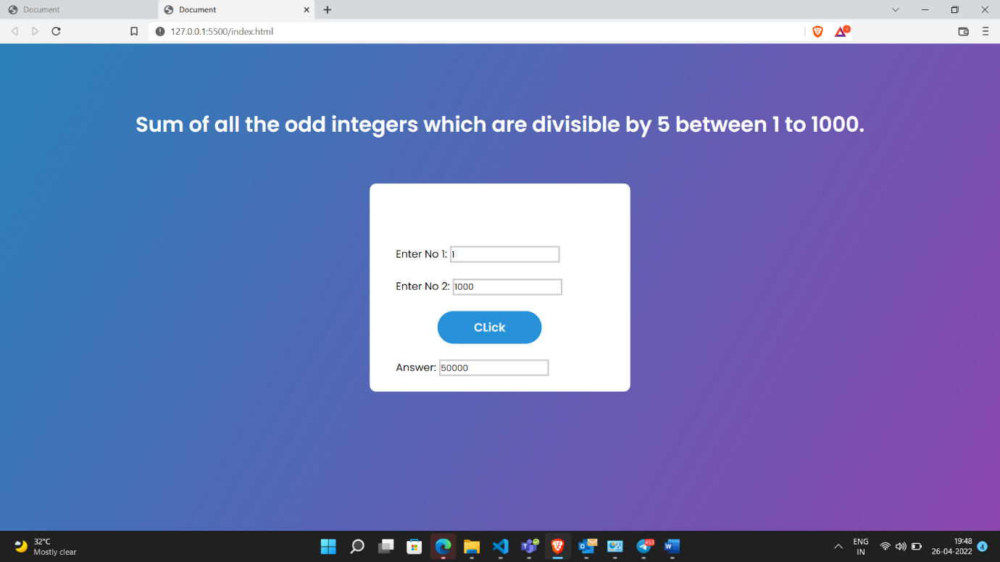 Document
Document
127.0.0.1:5500/index.html
Sum of all the odd integers which are divisible by 5 between 1 to 1000.
Enter No 1: 1
Enter No 2: 1000
CLick
Answer: 50000
32°C
Mostly clear
453
ENG
IN
19:48
26-04-2022
4